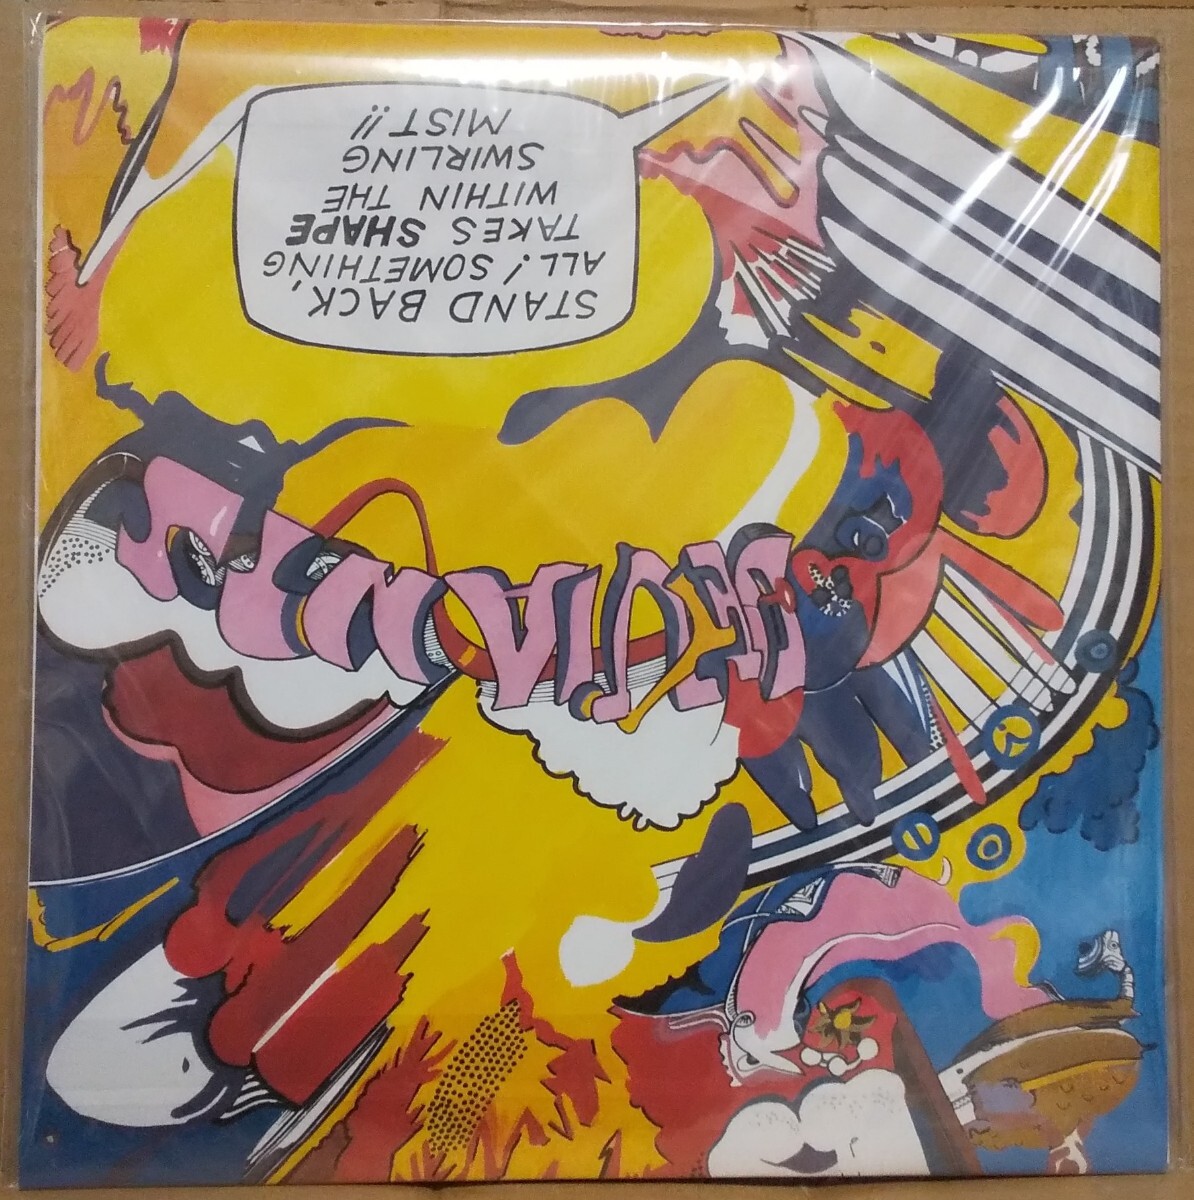 STAND BACK,
ALL! SOMETHING
TAKES SHAPE
WITHIN THE
SWIRLING
MIST!!